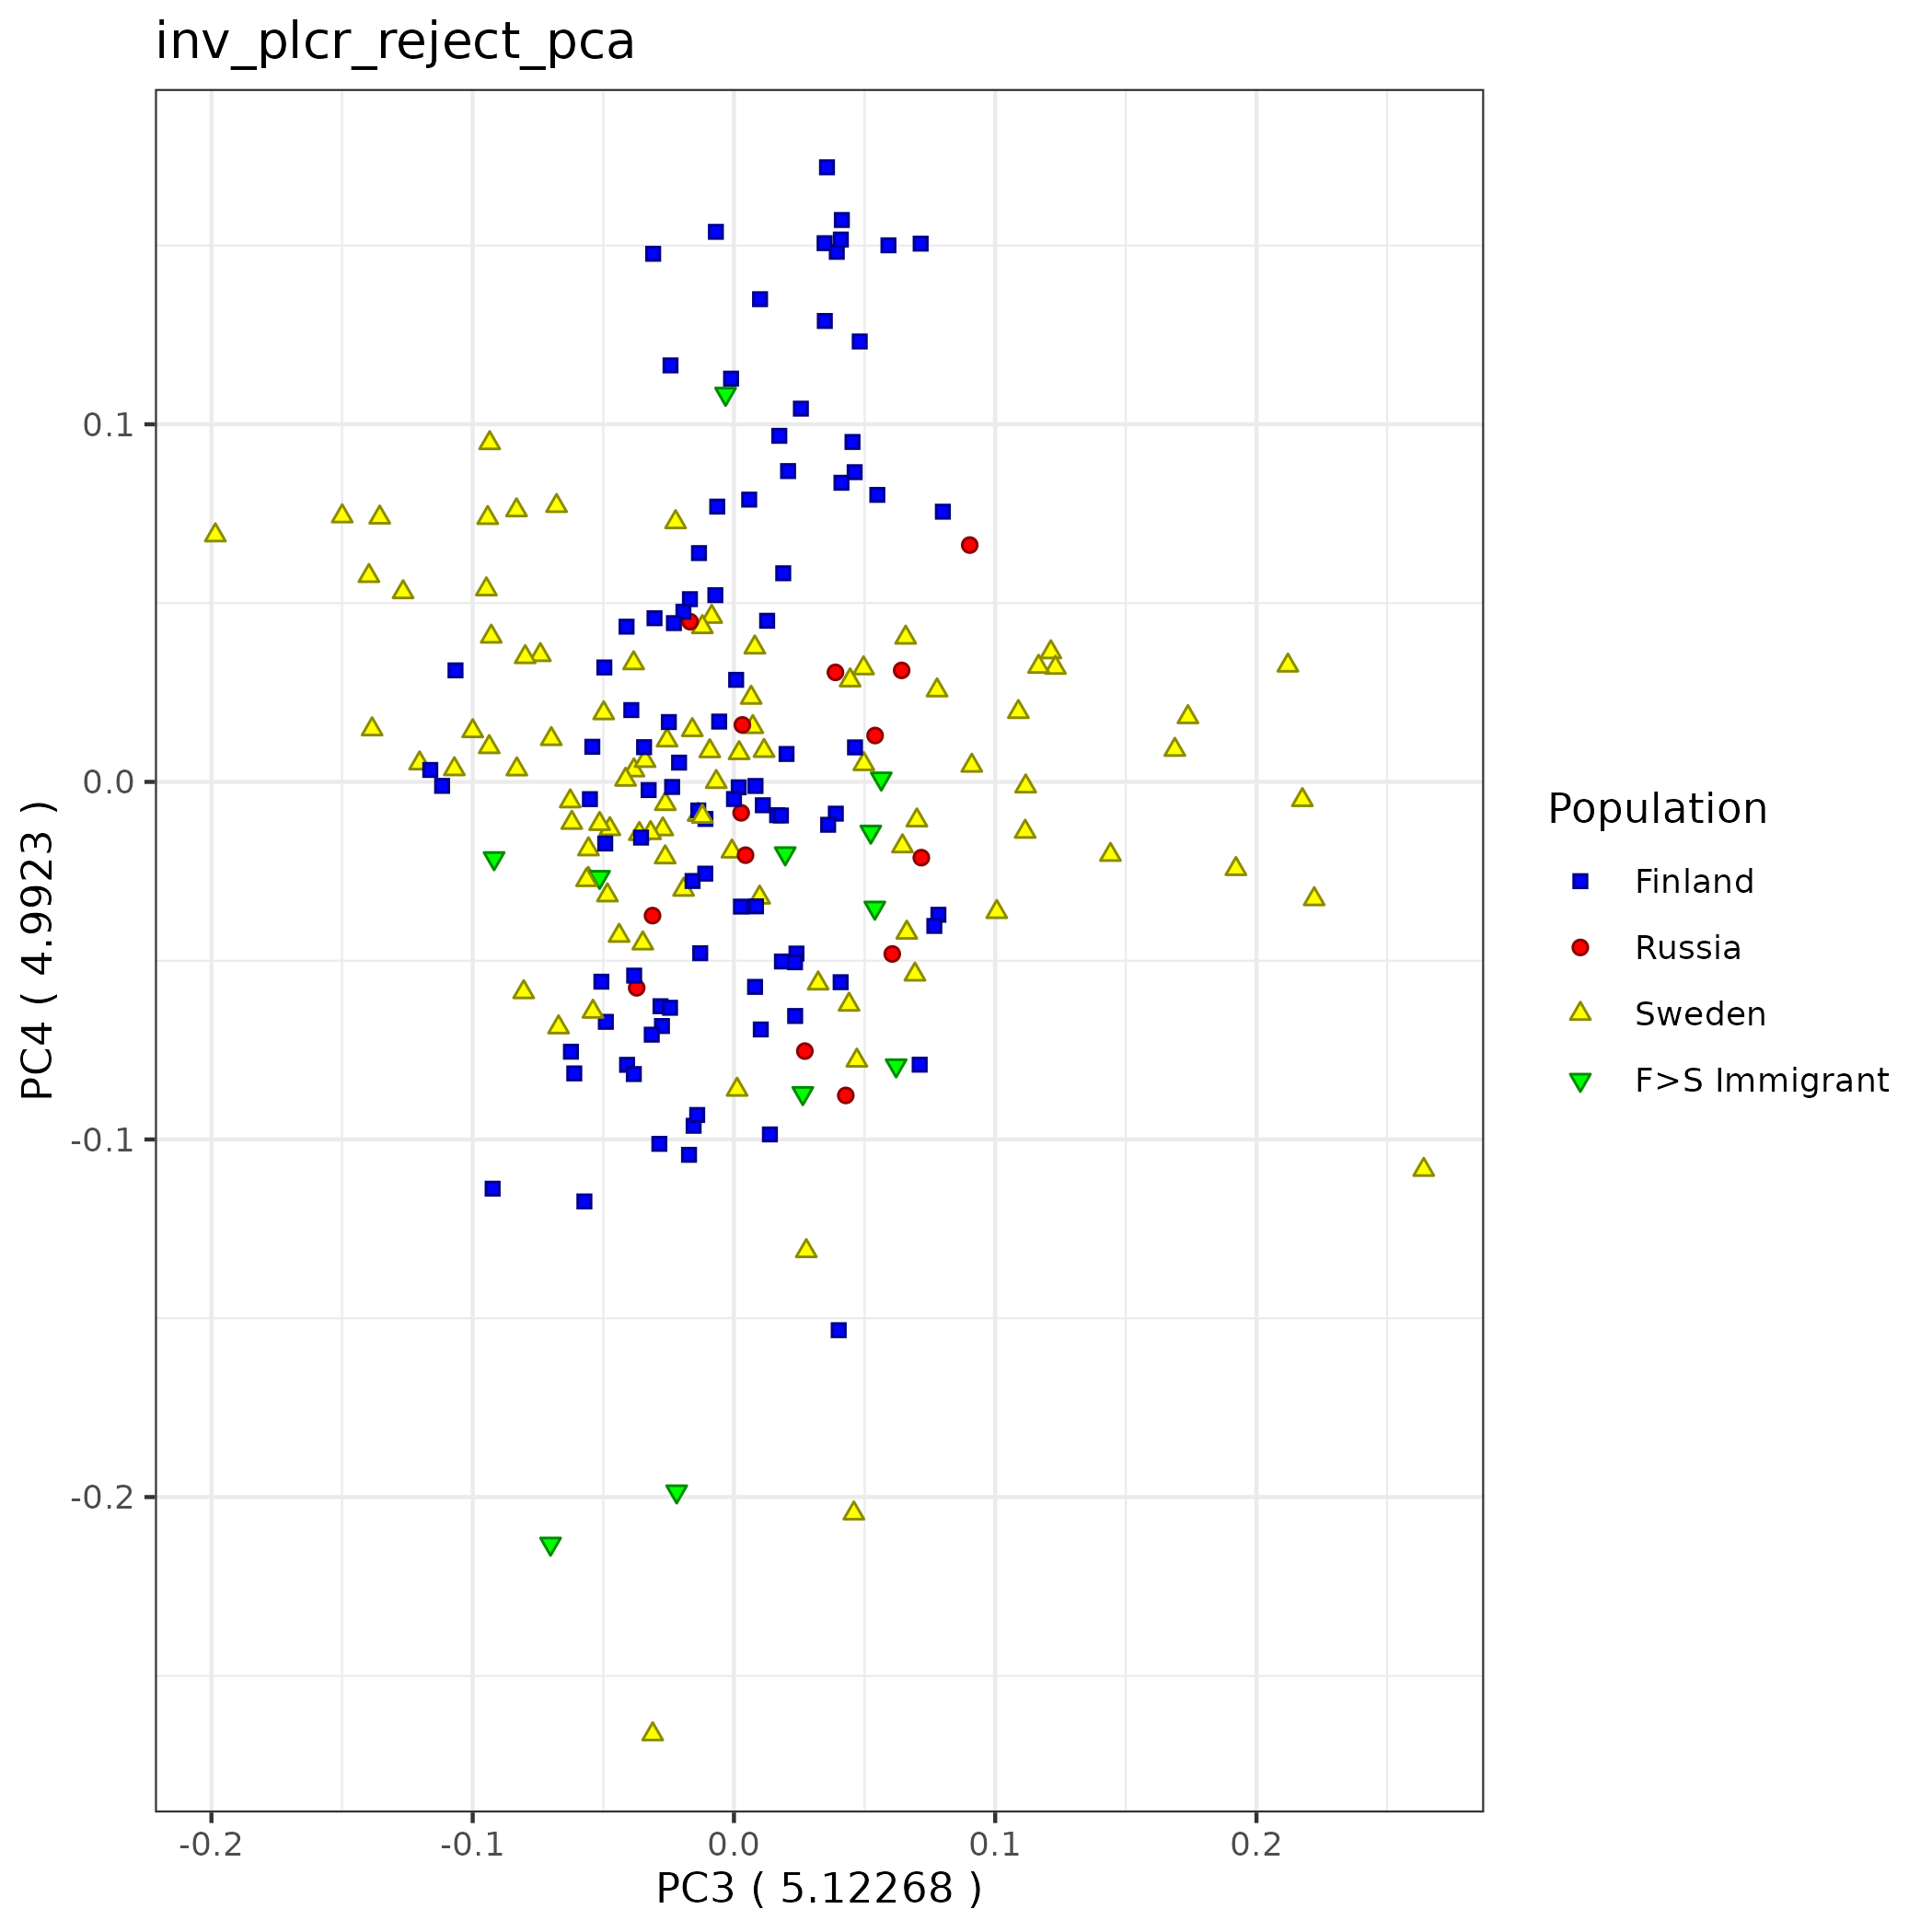 inv_plcr_reject_pca
0.1
0.0
-0.1
-0.2
PC4 ( 4.9923 )
-0.2
-0.1
0.0
0.1
0.2
PC3 ( 5.12268 )
Population
Finland
Russia
Sweden
F>S Immigrant